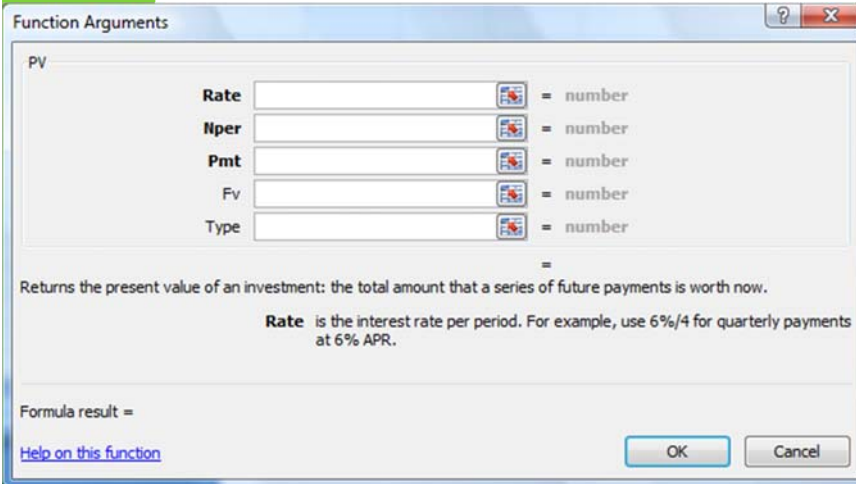 Function Arguments
PV
Rate = number
Nper = number
Pmt = number
Fv = number
Type = number
=
Returns the present value of an investment: the total amount that a series of future payments is worth now.
Rate is the interest rate per period. For example, use 6%/4 for quarterly payments
at 6% APR.
Formula result =
Help on this function OK Cancel